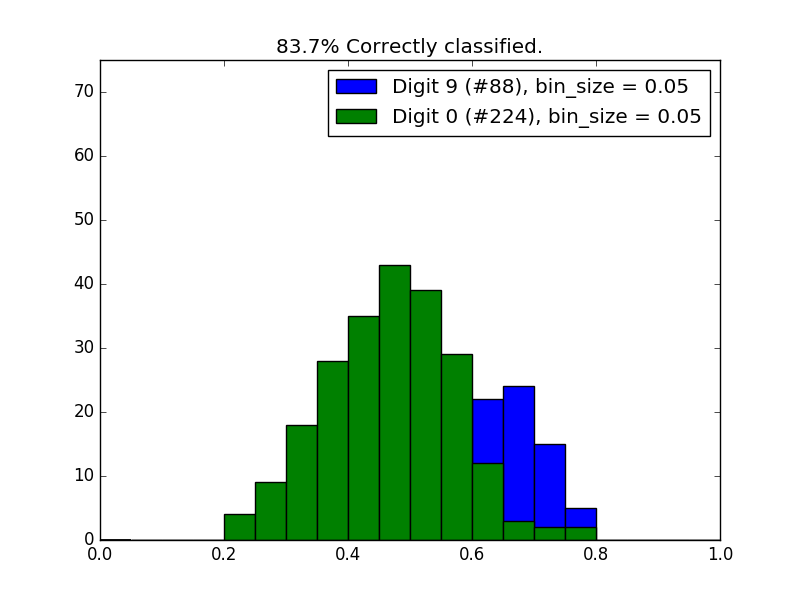 83.7% Correctly classified.
Digit 9 (#88), bin_size = 0.05
Digit 0 (#224), bin_size = 0.05
70
60
50
40
30
20
10
0
0.0 0.2 0.4 0.6 0.8 1.0